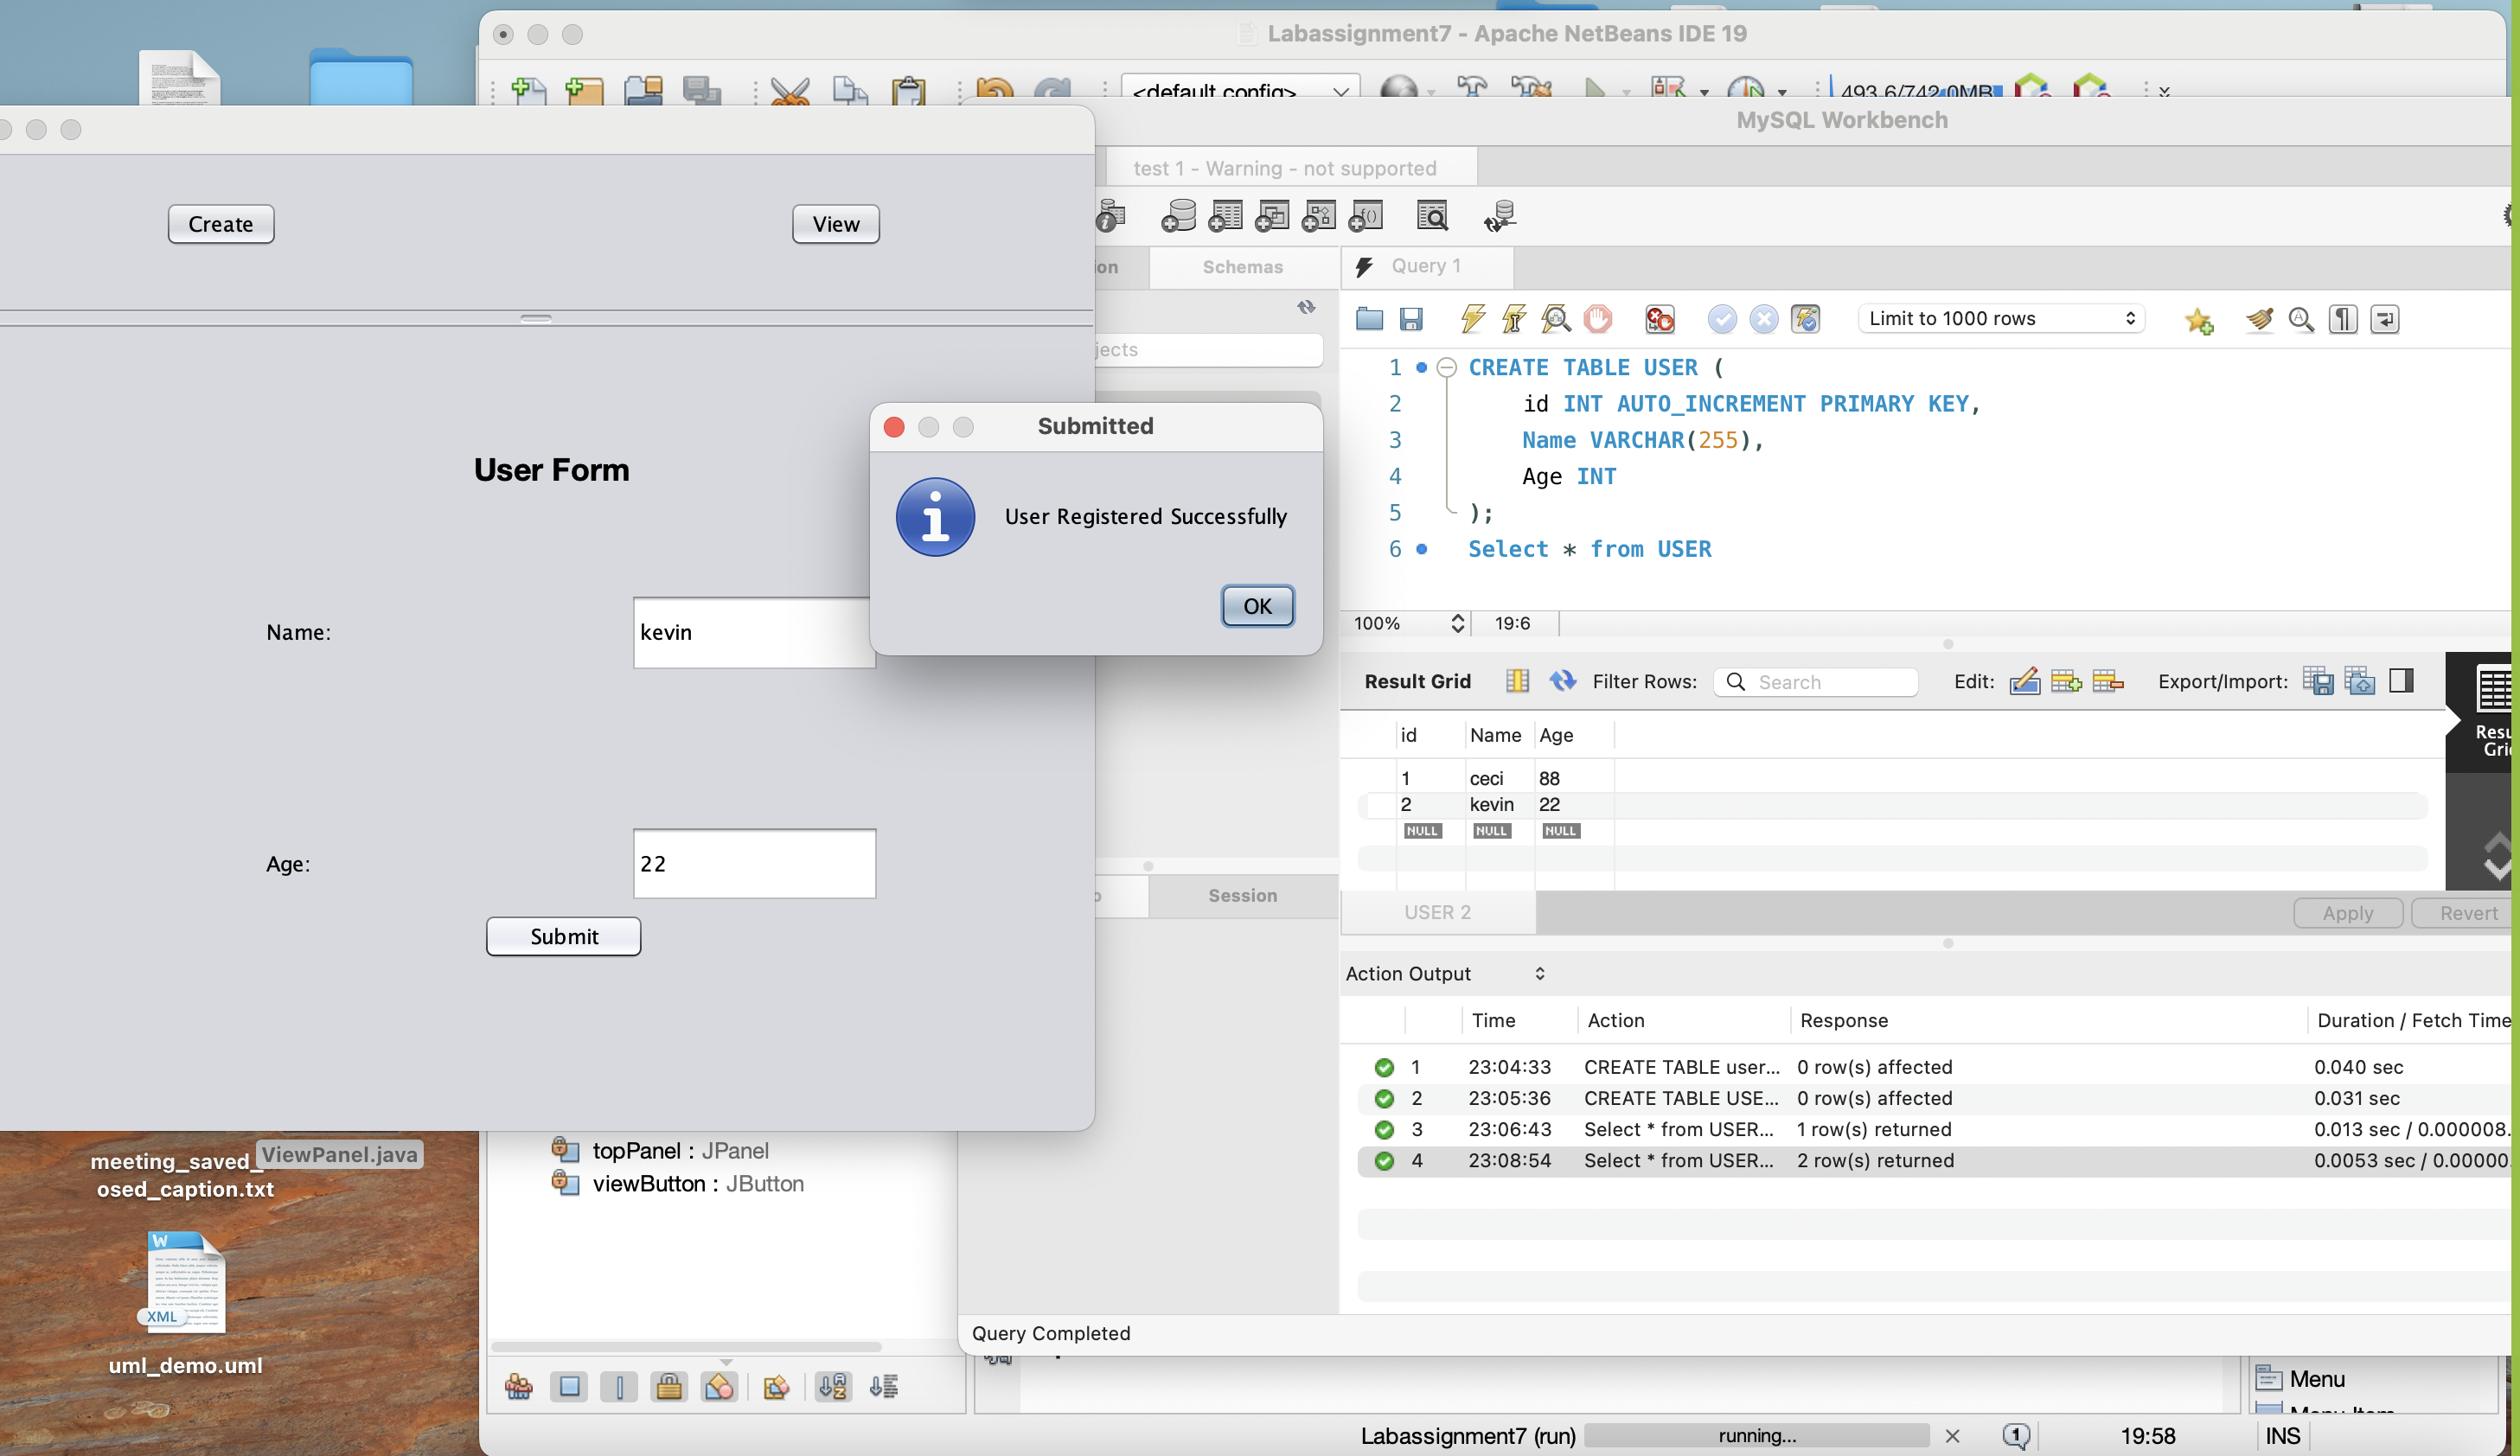 Labassignment7 - Apache NetBeans IDE 19
<default config>
493.6/742.0MB
MySQL Workbench
test 1 - Warning - not supported
Create
View
ion
Schemas
Query 1
Limit to 1000 rows
jects
1 CREATE TABLE USER (
2 id INT AUTO_INCREMENT PRIMARY KEY,
3 Name VARCHAR(255),
4 Age INT
5 );
6 Select * from USER
Submitted
User Registered Successfully
OK
User Form
Name:
kevin
Age:
22
Submit
100%
19:6
Result Grid
Filter Rows:
Search
Edit:
Export/Import:
Resu
Gri
id Name Age
1 ceci 88
2 kevin 22
NULL NULL NULL
Session
USER 2
Apply
Revert
Action Output
Time Action Response Duration / Fetch Time
1 23:04:33 CREATE TABLE user... 0 row(s) affected 0.040 sec
2 23:05:36 CREATE TABLE USE... 0 row(s) affected 0.031 sec
3 23:06:43 Select * from USER... 1 row(s) returned 0.013 sec / 0.000008.
4 23:08:54 Select * from USER... 2 row(s) returned 0.0053 sec / 0.00000
Query Completed
ViewPanel.java
meeting_saved_
osed_caption.txt
W
XML
uml_demo.uml
topPanel : JPanel
viewButton : JButton
Menu
Menu Item
Labassignment7 (run)
running...
1
19:58
INS